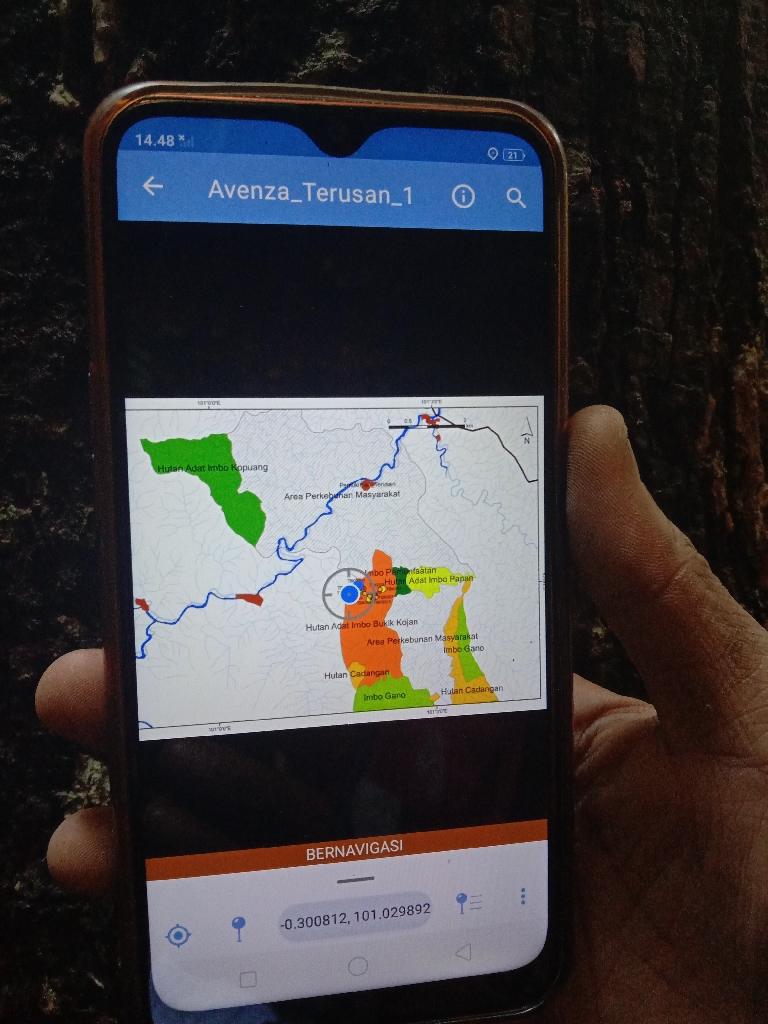 14.48
21
Avenza_Terusan_1
N
Hutan Adat Imbo Kopuang
Area Perkebunan Masyarakat
Imbo Pemanfaatan
Hutan Adat Imbo Papan
Hutan Adat Imbo Bukik Kojan
Area Perkebunan Masyarakat
Imbo Gano
Hutan Cadangan
Hutan Cadangan
Imbo Gano
BERNAVIGASI
-0.300812, 101.029892